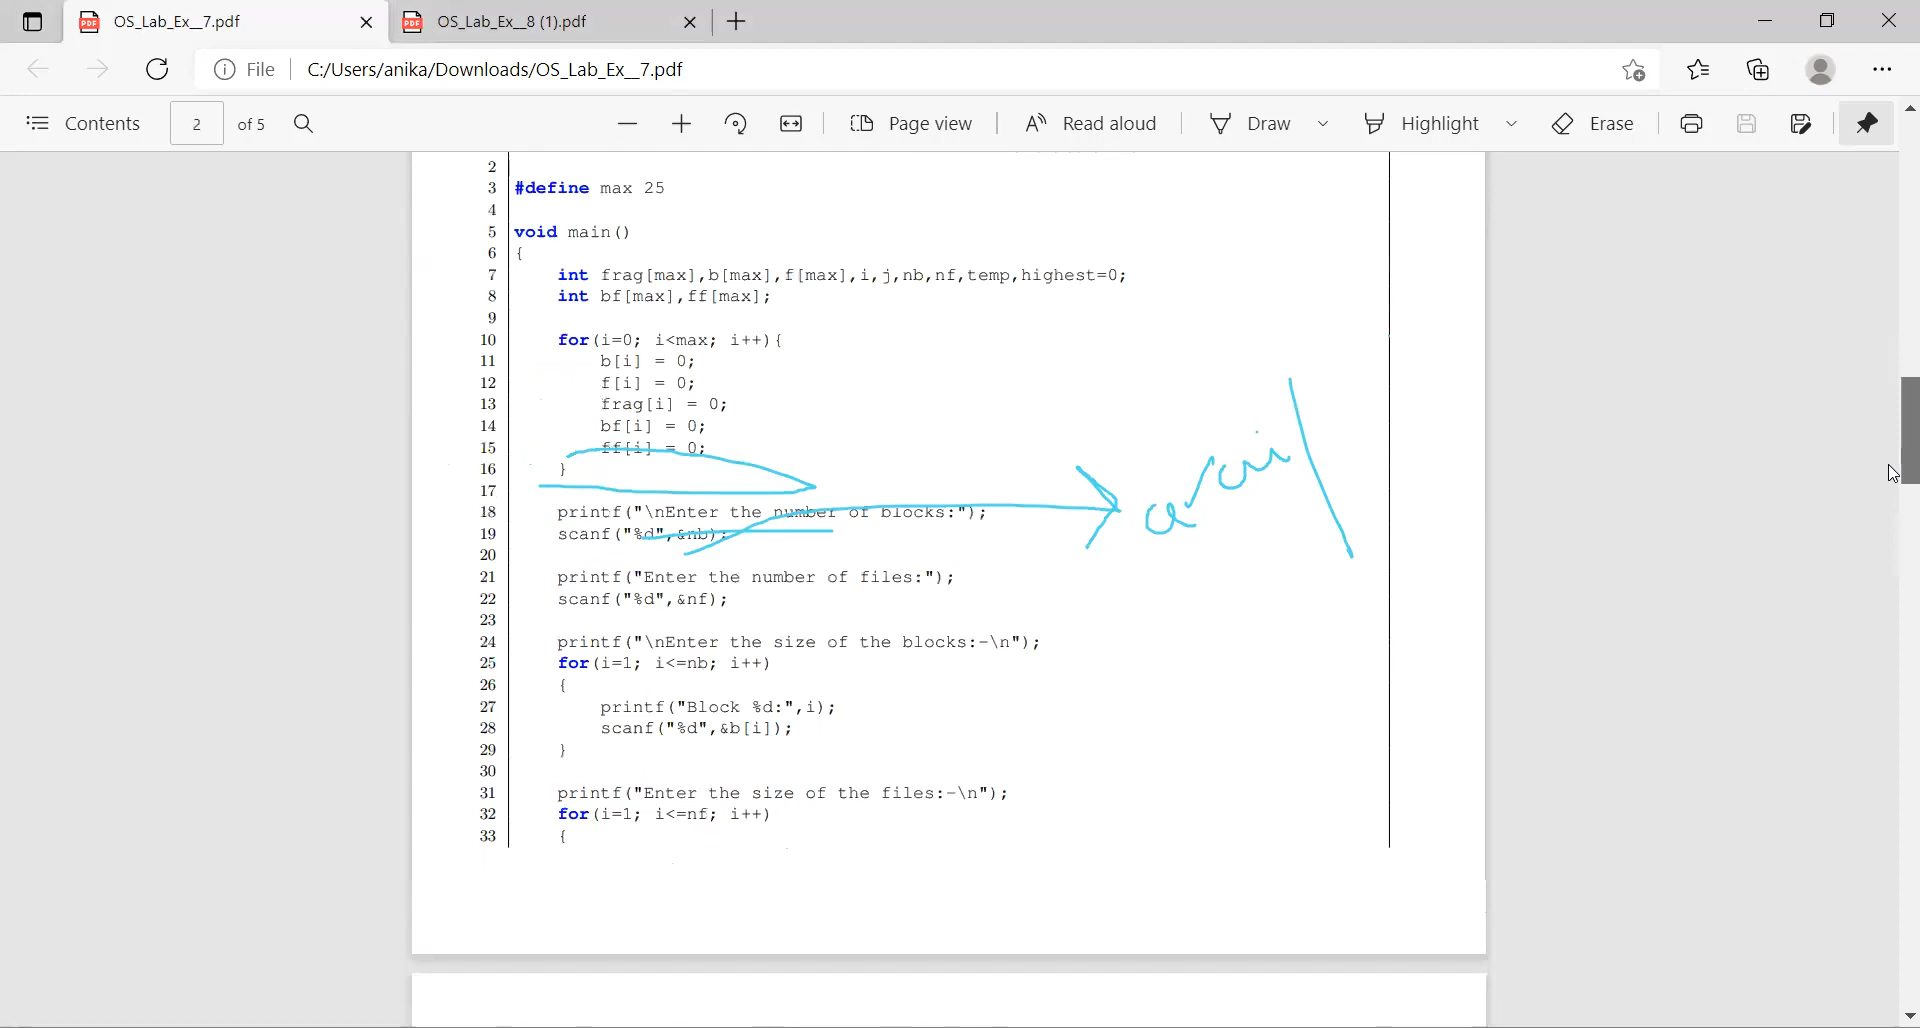 OS_Lab_Ex__7.pdf
OS_Lab_Ex__8 (1).pdf
File
C:/Users/anika/Downloads/OS_Lab_Ex__7.pdf
Contents
2
of 5
Page view
Read aloud
Draw
Highlight
Erase
2
3 #define max 25
4
5 void main()
6 {
7 int frag[max],b[max],f[max],i,j,nb,nf,temp,highest=0;
8 int bf[max],ff[max];
9
10 for(i=0; i<max; i++){
11 b[i] = 0;
12 f[i] = 0;
13 frag[i] = 0;
14 bf[i] = 0;
15 ff[i] = 0;
16 }
17
18 printf("\nEnter the number of blocks:");
19 scanf("%d",&nb);
20
21 printf("Enter the number of files:");
22 scanf("%d",&nf);
23
24 printf("\nEnter the size of the blocks:-\n");
25 for(i=1; i<=nb; i++)
26 {
27 printf("Block %d:",i);
28 scanf("%d",&b[i]);
29 }
30
31 printf("Enter the size of the files:-\n");
32 for(i=1; i<=nf; i++)
33 {